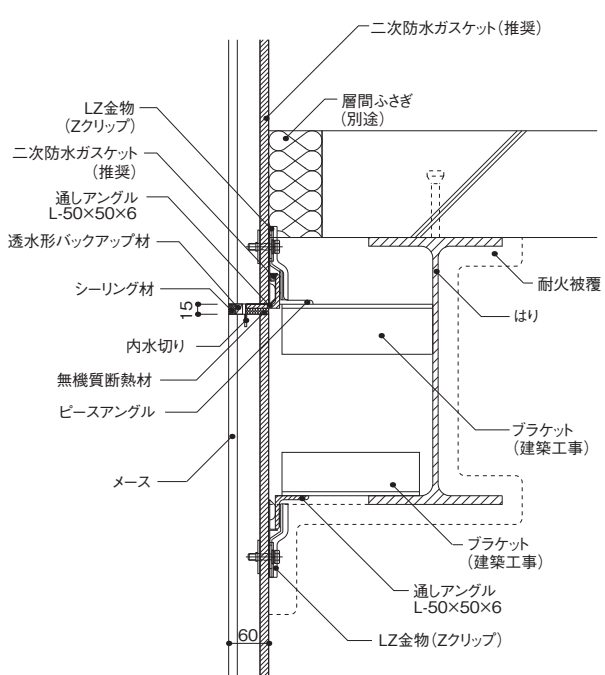 二次防水ガスケット(推奨)
LZ金物
(Zクリップ)
層間ふさぎ
(別途)
二次防水ガスケット
(推奨)
通しアングル
L-50×50×6
透水形バックアップ材
シーリング材
15
内水切り
無機質断熱材
ピースアングル
メース
耐火被覆
はり
ブラケット
(建築工事)
ブラケット
(建築工事)
通しアングル
L-50×50×6
60
LZ金物(Zクリップ)